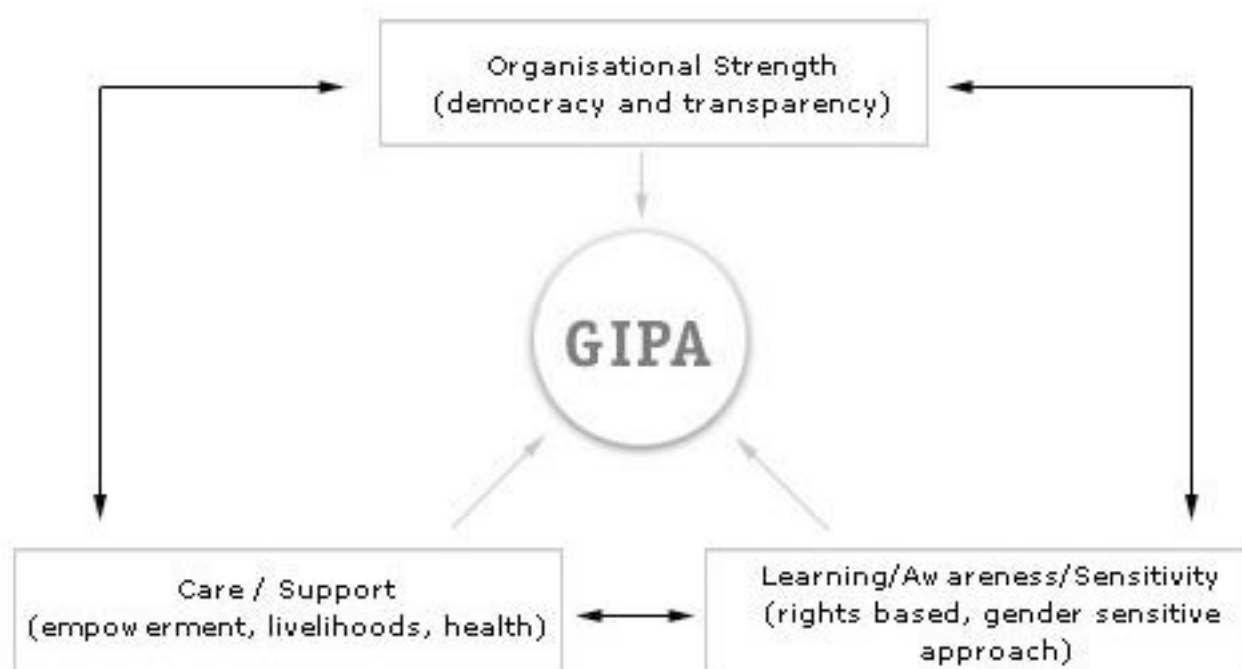 Organisational Strength
(democracy and transparency)
GIPA
Care / Support
(empowerment, livelihoods, health)
Learning/Awareness/Sensitivity
(rights based, gender sensitive
approach)